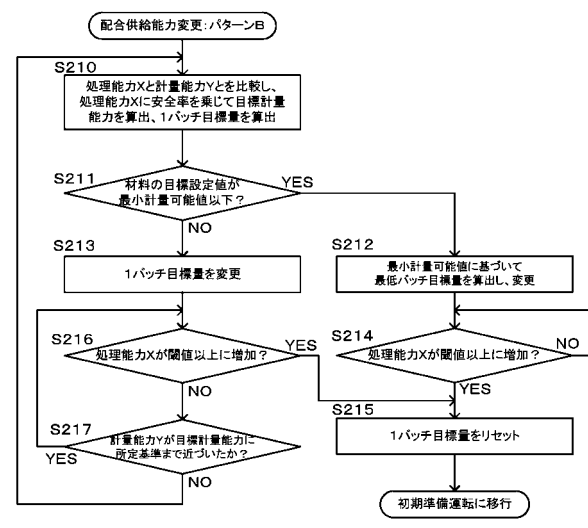 配合供給能力変更:パターンB
S210
処理能力Xと計量能力Yとを比較し、
処理能力Xに安全率を乗じて目標計量
能力を算出、1バッチ目標量を算出
S211
材料の目標設定値が
最小計量可能値以下?
YES
NO
S213
1バッチ目標量を変更
S212
最小計量可能値に基づいて
最低バッチ目標量を算出し、変更
S216
処理能力Xが閾値以上に増加?
YES
NO
S214
処理能力Xが閾値以上に増加?
NO
YES
S217
計量能力Yが目標計量能力に
所定基準まで近づいたか?
YES
NO
S215
1バッチ目標量をリセット
初期準備運転に移行